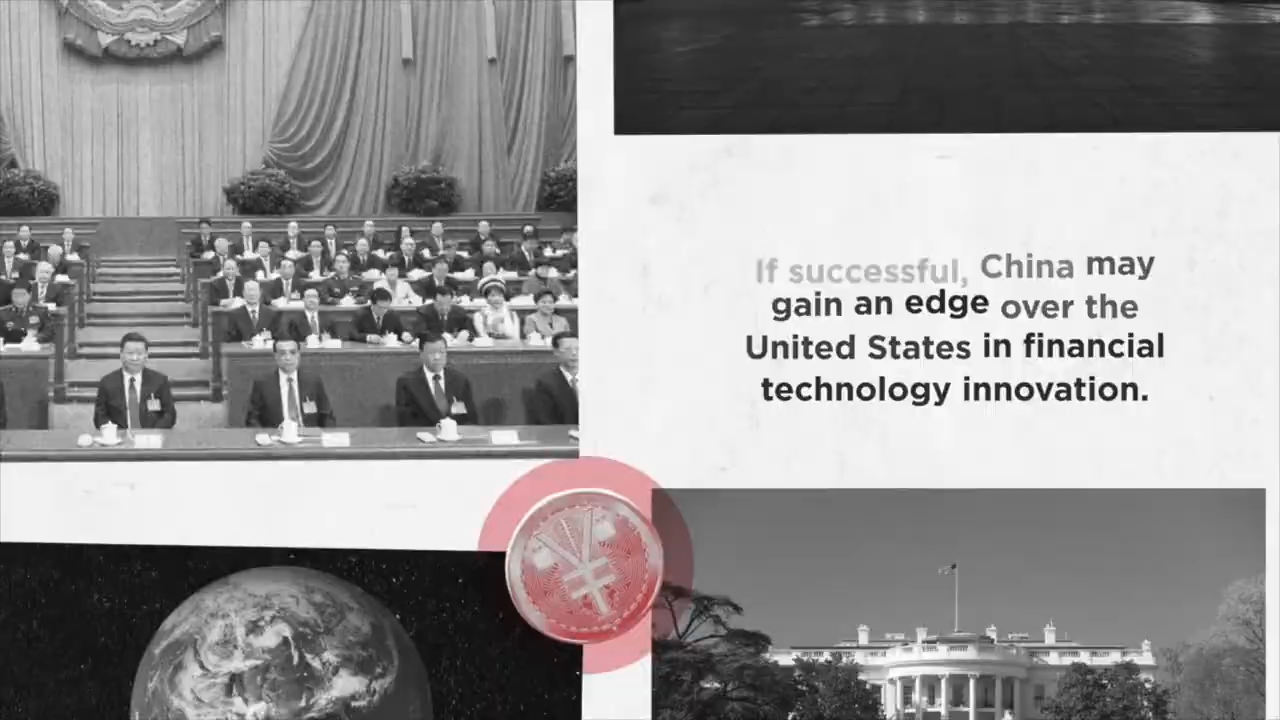 If successful, China may
gain an edge over the
United States in financial
technology innovation.